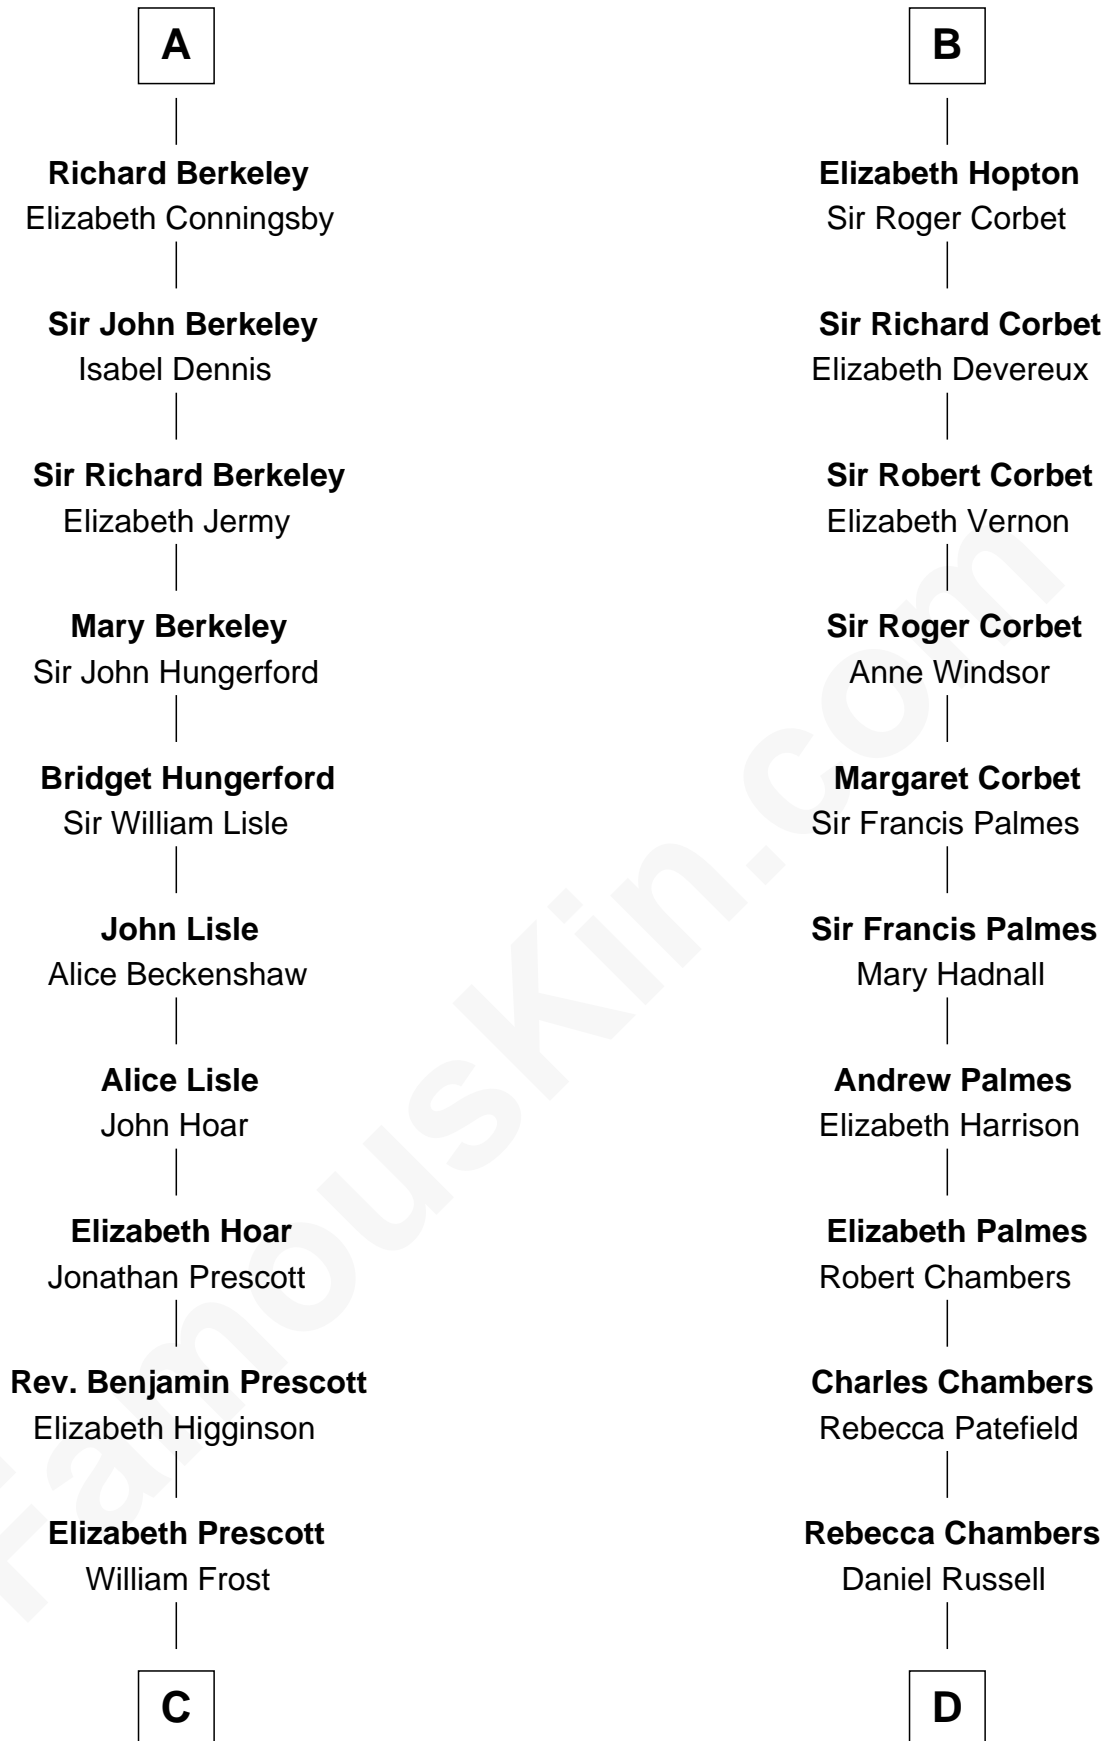 A
Richard Berkeley
Elizabeth Conningsby
Sir John Berkeley
Isabel Dennis
Sir Richard Berkeley
Elizabeth Jermy
Mary Berkeley
Sir John Hungerford
Bridget Hungerford
Sir William Lisle
John Lisle
Alice Beckenshaw
Alice Lisle
John Hoar
Elizabeth Hoar
Jonathan Prescott
Rev. Benjamin Prescott
Elizabeth Higginson
Elizabeth Prescott
William Frost
C
B
Elizabeth Hopton
Sir Roger Corbet
Sir Richard Corbet
Elizabeth Devereux
Sir Robert Corbet
Elizabeth Vernon
Sir Roger Corbet
Anne Windsor
Margaret Corbet
Sir Francis Palmes
Sir Francis Palmes
Mary Hadnall
Andrew Palmes
Elizabeth Harrison
Elizabeth Palmes
Robert Chambers
Charles Chambers
Rebecca Patefield
Rebecca Chambers
Daniel Russell
D
FamousKin.com